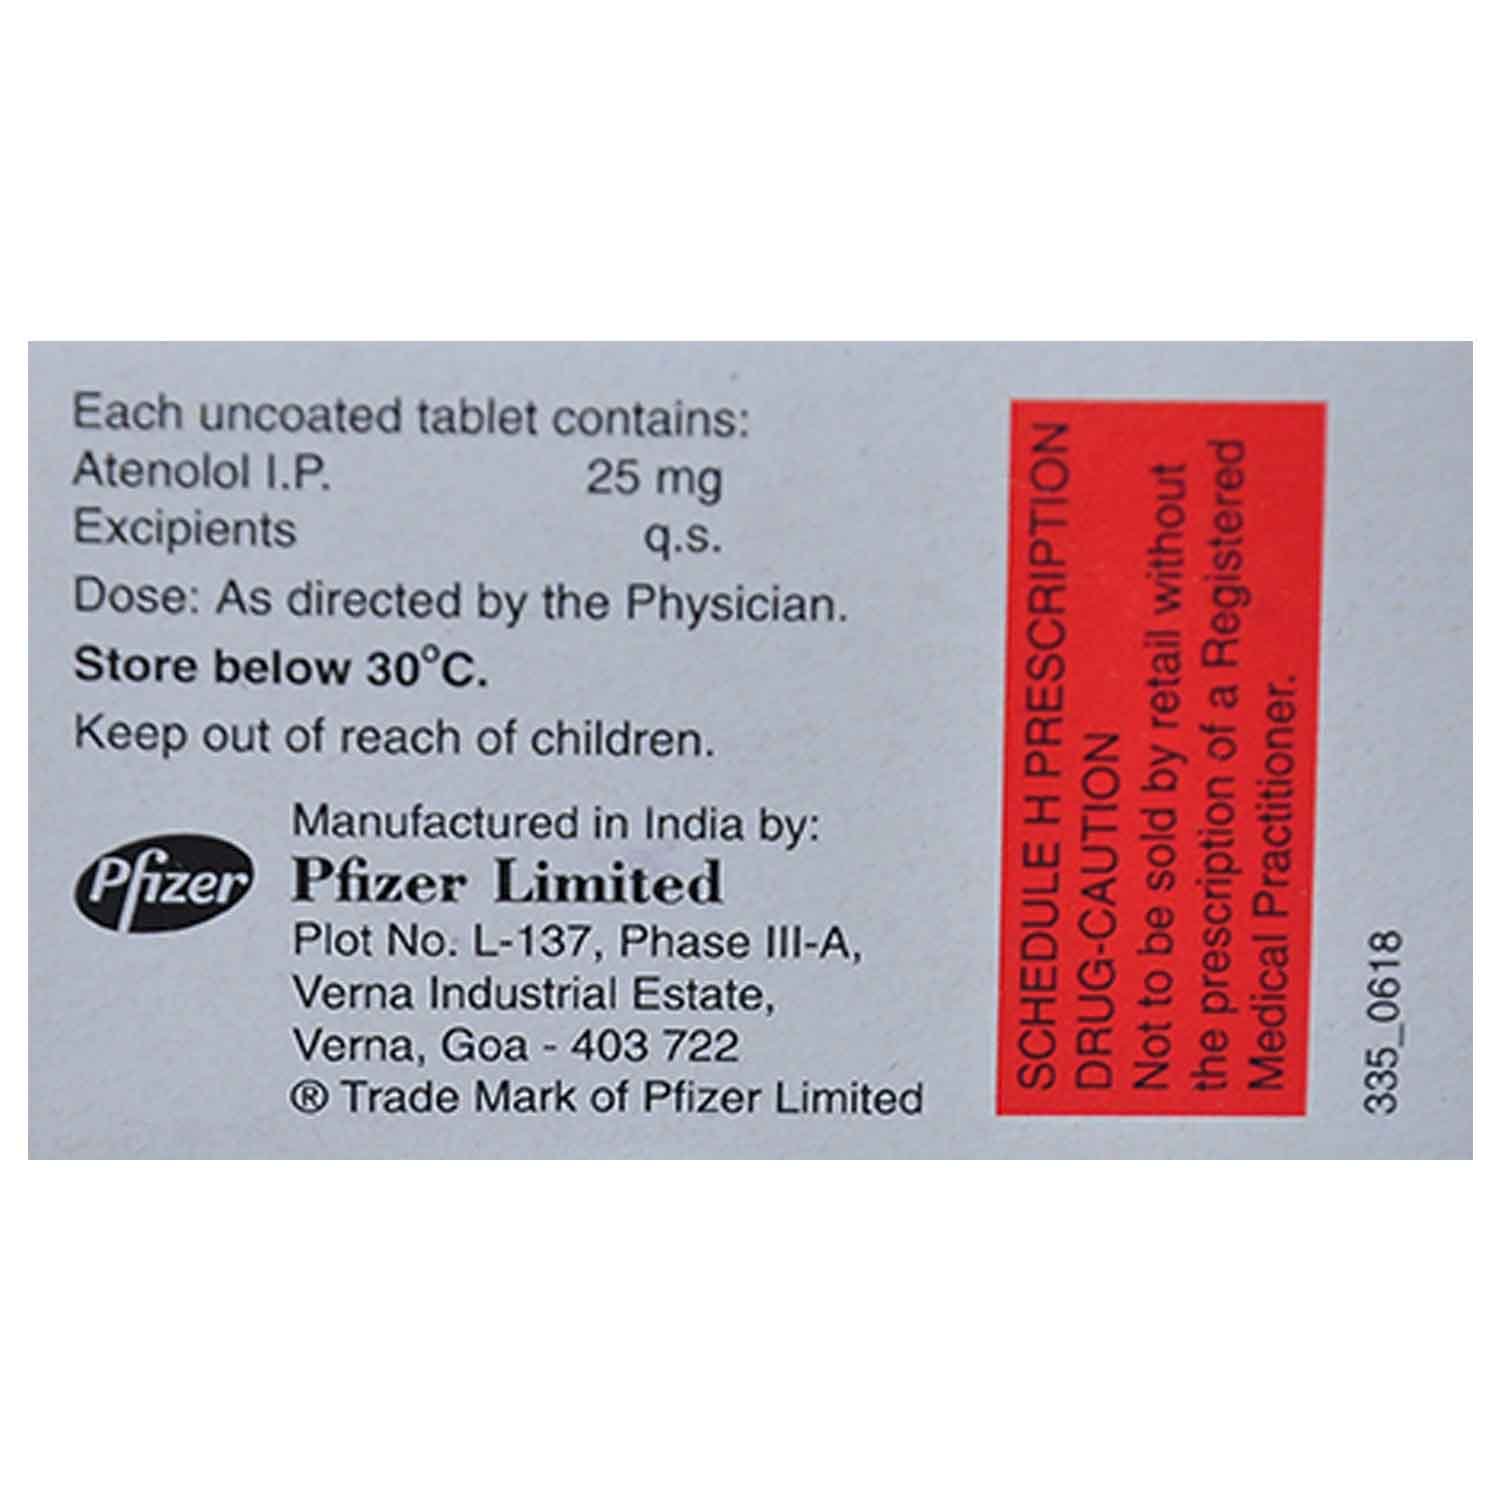 Each uncoated tablet contains:
Atenolol I.P. 25 mg
Excipients q.s.
Dose: As directed by the Physician.
Store below 30°C.
Keep out of reach of children.
Pfizer
Manufactured in India by:
Pfizer Limited
Plot No. L-137, Phase III-A,
Verna Industrial Estate,
Verna, Goa - 403 722
® Trade Mark of Pfizer Limited
SCHEDULE H PRESCRIPTION
DRUG-CAUTION
Not to be sold by retail without
the prescription of a Registered
Medical Practitioner.
335_0618